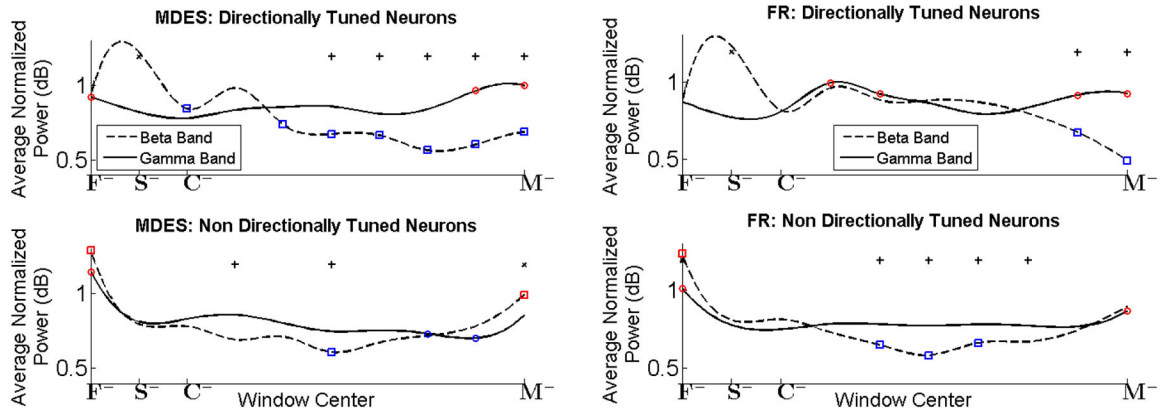 MDES: Directionally Tuned Neurons
Average Normalized
Power (dB)
1
0.5
Beta Band
Gamma Band
F⁻ S⁻ C⁻ M⁻
FR: Directionally Tuned Neurons
Average Normalized
Power (dB)
1
0.5
Beta Band
Gamma Band
F⁻ S⁻ C⁻ M⁻
MDES: Non Directionally Tuned Neurons
Average Normalized
Power (dB)
1
0.5
F⁻ S⁻ C⁻ M⁻
Window Center
FR: Non Directionally Tuned Neurons
Average Normalized
Power (dB)
1
0.5
F⁻ S⁻ C⁻ M⁻
Window Center